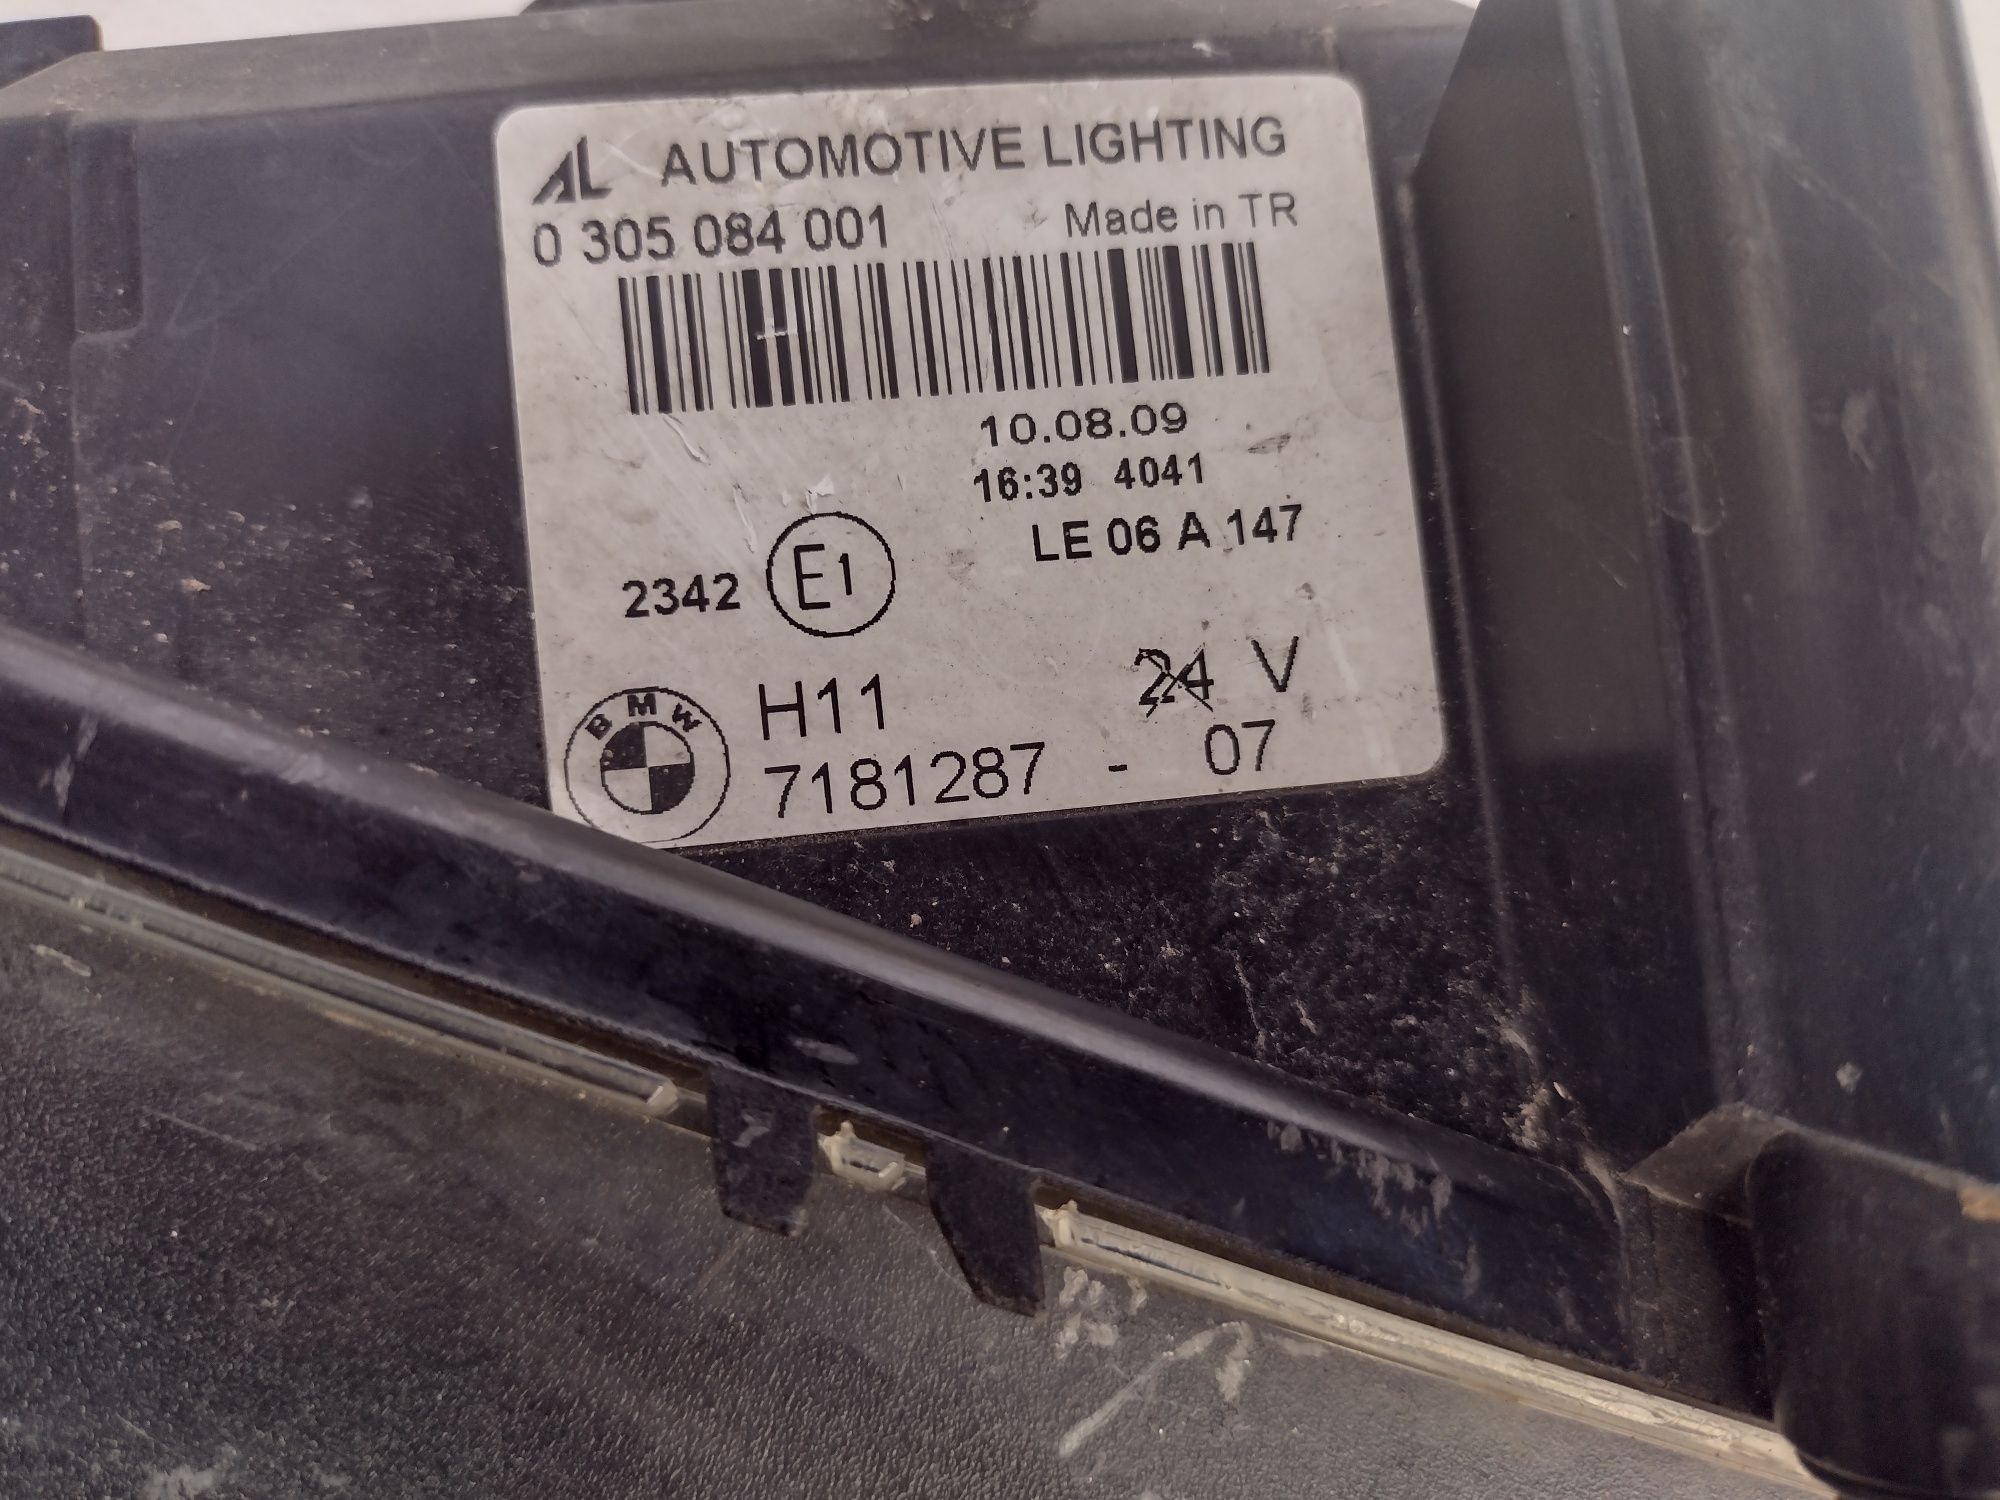 AL AUTOMOTIVE LIGHTING
0 305 084 001 Made in TR
10.08.09
16:39 4041
LE 06 A 147
2342 E1
H11 24 V
BMW
7181287 - 07